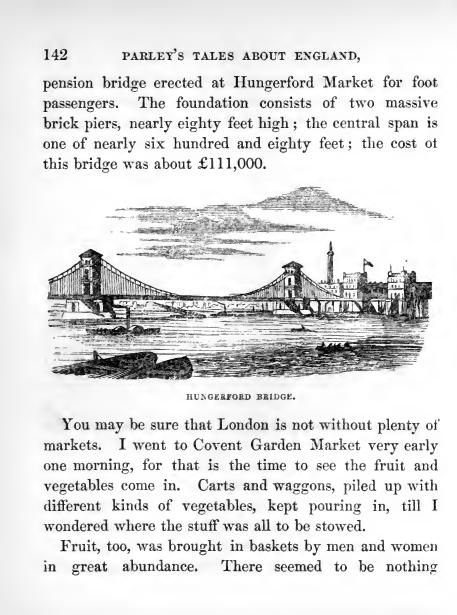 142 PARLEY'S TALES ABOUT ENGLAND,
pension bridge erected at Hungerford Market for foot
passengers. The foundation consists of two massive
brick piers, nearly eighty feet high; the central span is
one of nearly six hundred and eighty feet; the cost of
this bridge was about £111,000.
HUNGERFORD BRIDGE.
You may be sure that London is not without plenty of
markets. I went to Covent Garden Market very early
one morning, for that is the time to see the fruit and
vegetables come in. Carts and waggons, piled up with
different kinds of vegetables, kept pouring in, till I
wondered where the stuff was all to be stowed.
Fruit, too, was brought in baskets by men and women
in great abundance. There seemed to be nothing